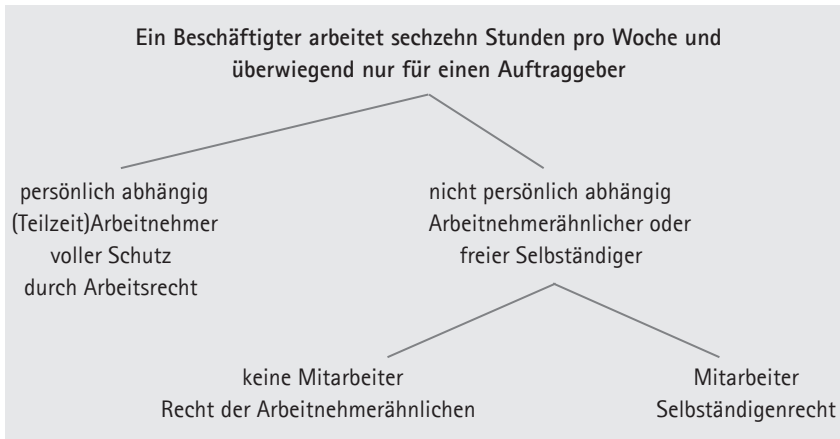 Ein Beschäftigter arbeitet sechzehn Stunden pro Woche und
überwiegend nur für einen Auftraggeber
persönlich abhängig
(Teilzeit)Arbeitnehmer
voller Schutz
durch Arbeitsrecht
nicht persönlich abhängig
Arbeitnehmerähnlicher oder
freier Selbständiger
keine Mitarbeiter
Recht der Arbeitnehmerähnlichen
Mitarbeiter
Selbständigenrecht